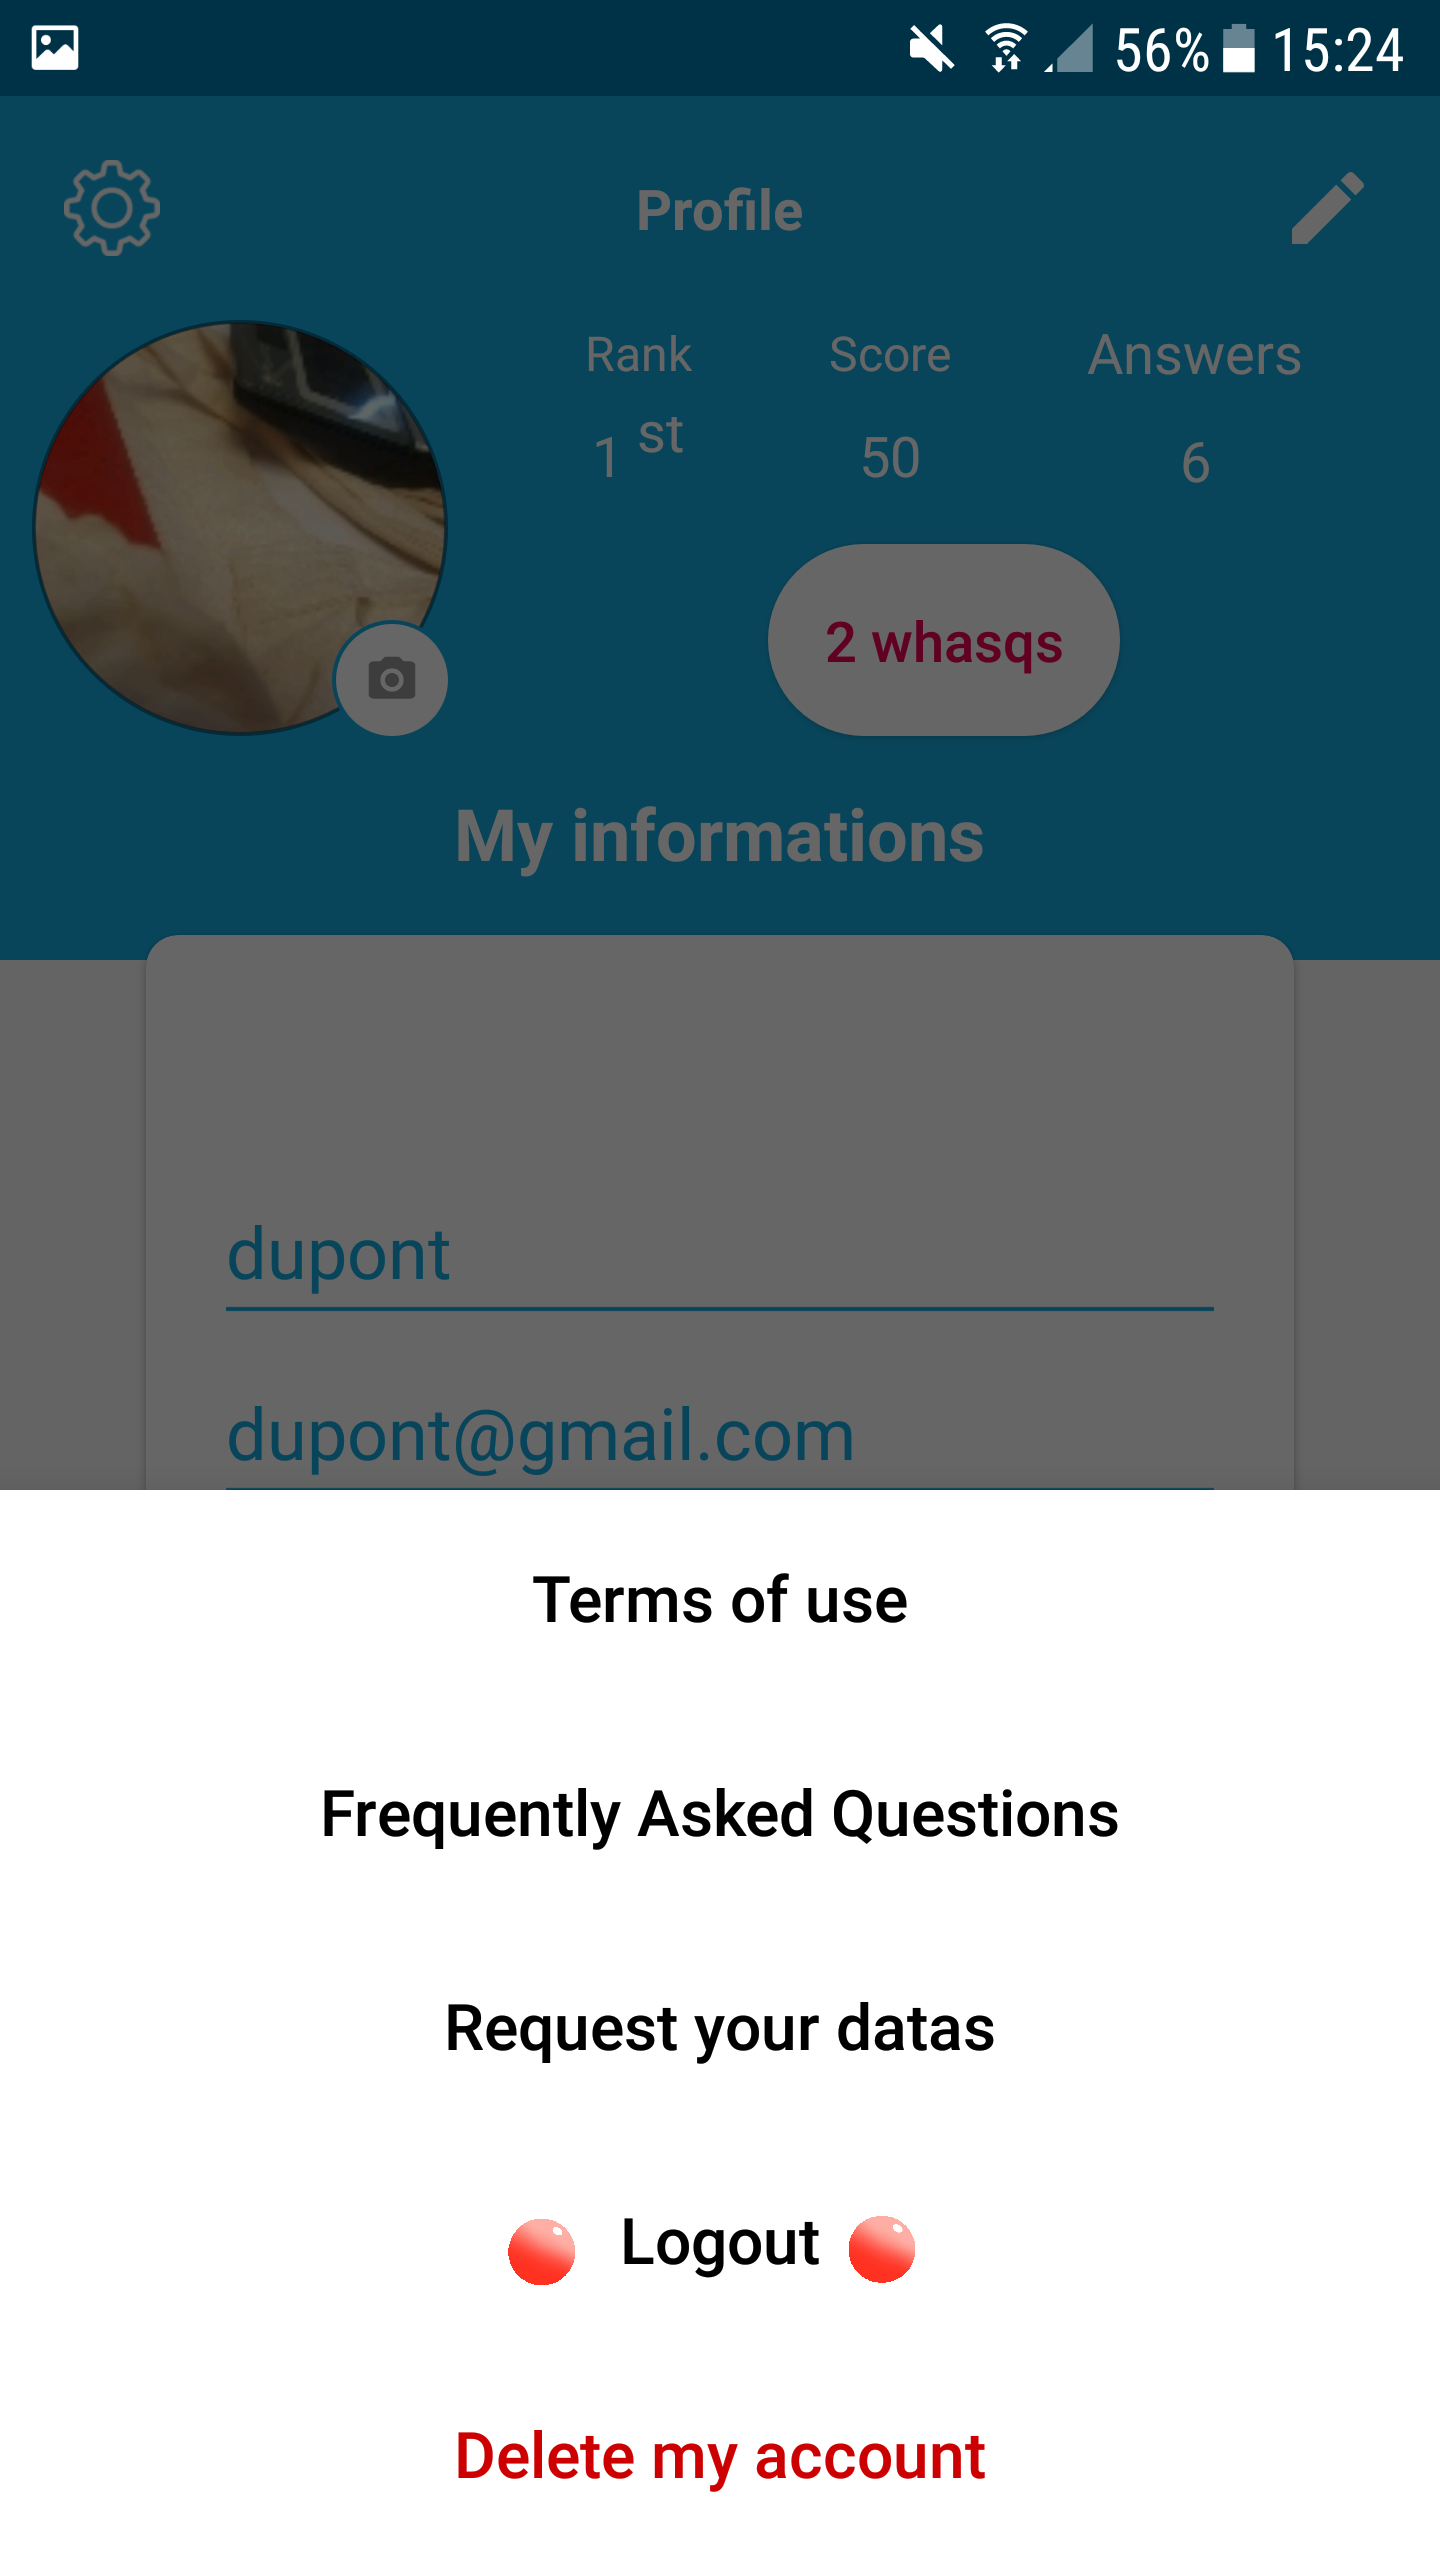 56% 15:24
Profile
Rank Score Answers
1 st 50 6
2 whasqs
My informations
dupont
dupont@gmail.com
Terms of use
Frequently Asked Questions
Request your datas
Logout
Delete my account